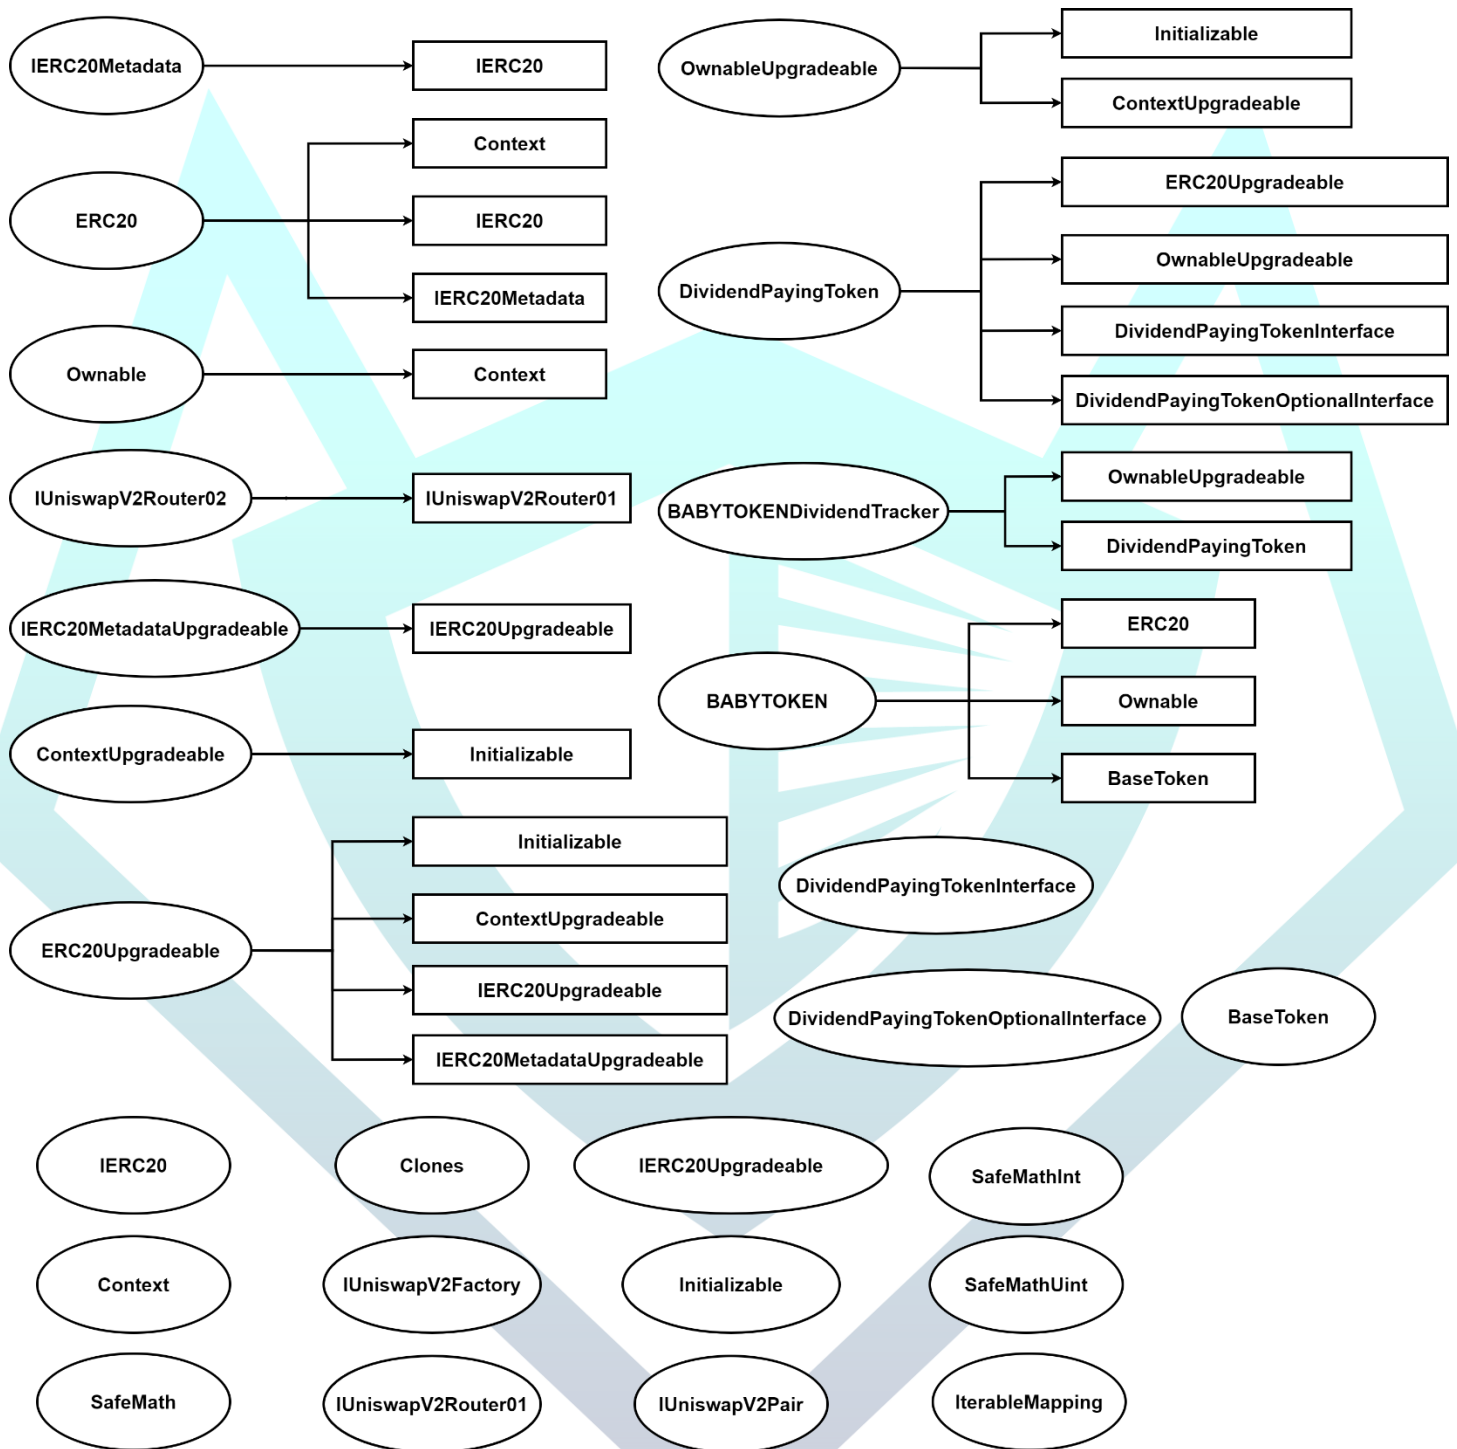 IERC20Metadata
IERC20
ERC20
Context
IERC20
IERC20Metadata
Ownable
Context
IUniswapV2Router02
IUniswapV2Router01
IERC20MetadataUpgradeable
IERC20Upgradeable
ContextUpgradeable
Initializable
ERC20Upgradeable
Initializable
ContextUpgradeable
IERC20Upgradeable
IERC20MetadataUpgradeable
OwnableUpgradeable
Initializable
ContextUpgradeable
DividendPayingToken
ERC20Upgradeable
OwnableUpgradeable
DividendPayingTokenInterface
DividendPayingTokenOptionalInterface
BABYTOKENDividendTracker
OwnableUpgradeable
DividendPayingToken
BABYTOKEN
ERC20
Ownable
BaseToken
DividendPayingTokenInterface
DividendPayingTokenOptionalInterface
BaseToken
IERC20
Clones
IERC20Upgradeable
SafeMathInt
Context
IUniswapV2Factory
Initializable
SafeMathUint
SafeMath
IUniswapV2Router01
IUniswapV2Pair
IterableMapping